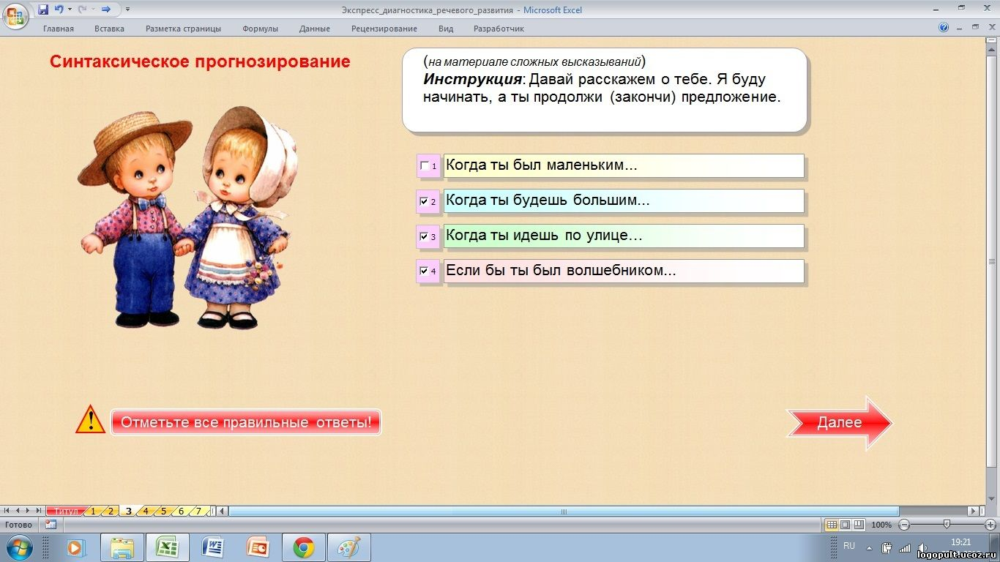 Экспресс_диагностика_речевого_развития - Microsoft Excel
Главная Вставка Разметка страницы Формулы Данные Рецензирование Вид Разработчик
Синтаксическое прогнозирование
(на материале сложных высказываний)
Инструкция: Давай расскажем о тебе. Я буду
начинать, а ты продолжи (закончи) предложение.
1 Когда ты был маленьким...
2 Когда ты будешь большим...
3 Когда ты идешь по улице...
4 Если бы ты был волшебником...
Отметьте все правильные ответы!
Далее
Титул 1 2 3 4 5 6 7
Готово
100%
RU
19:21
logopult.ucoz.ru